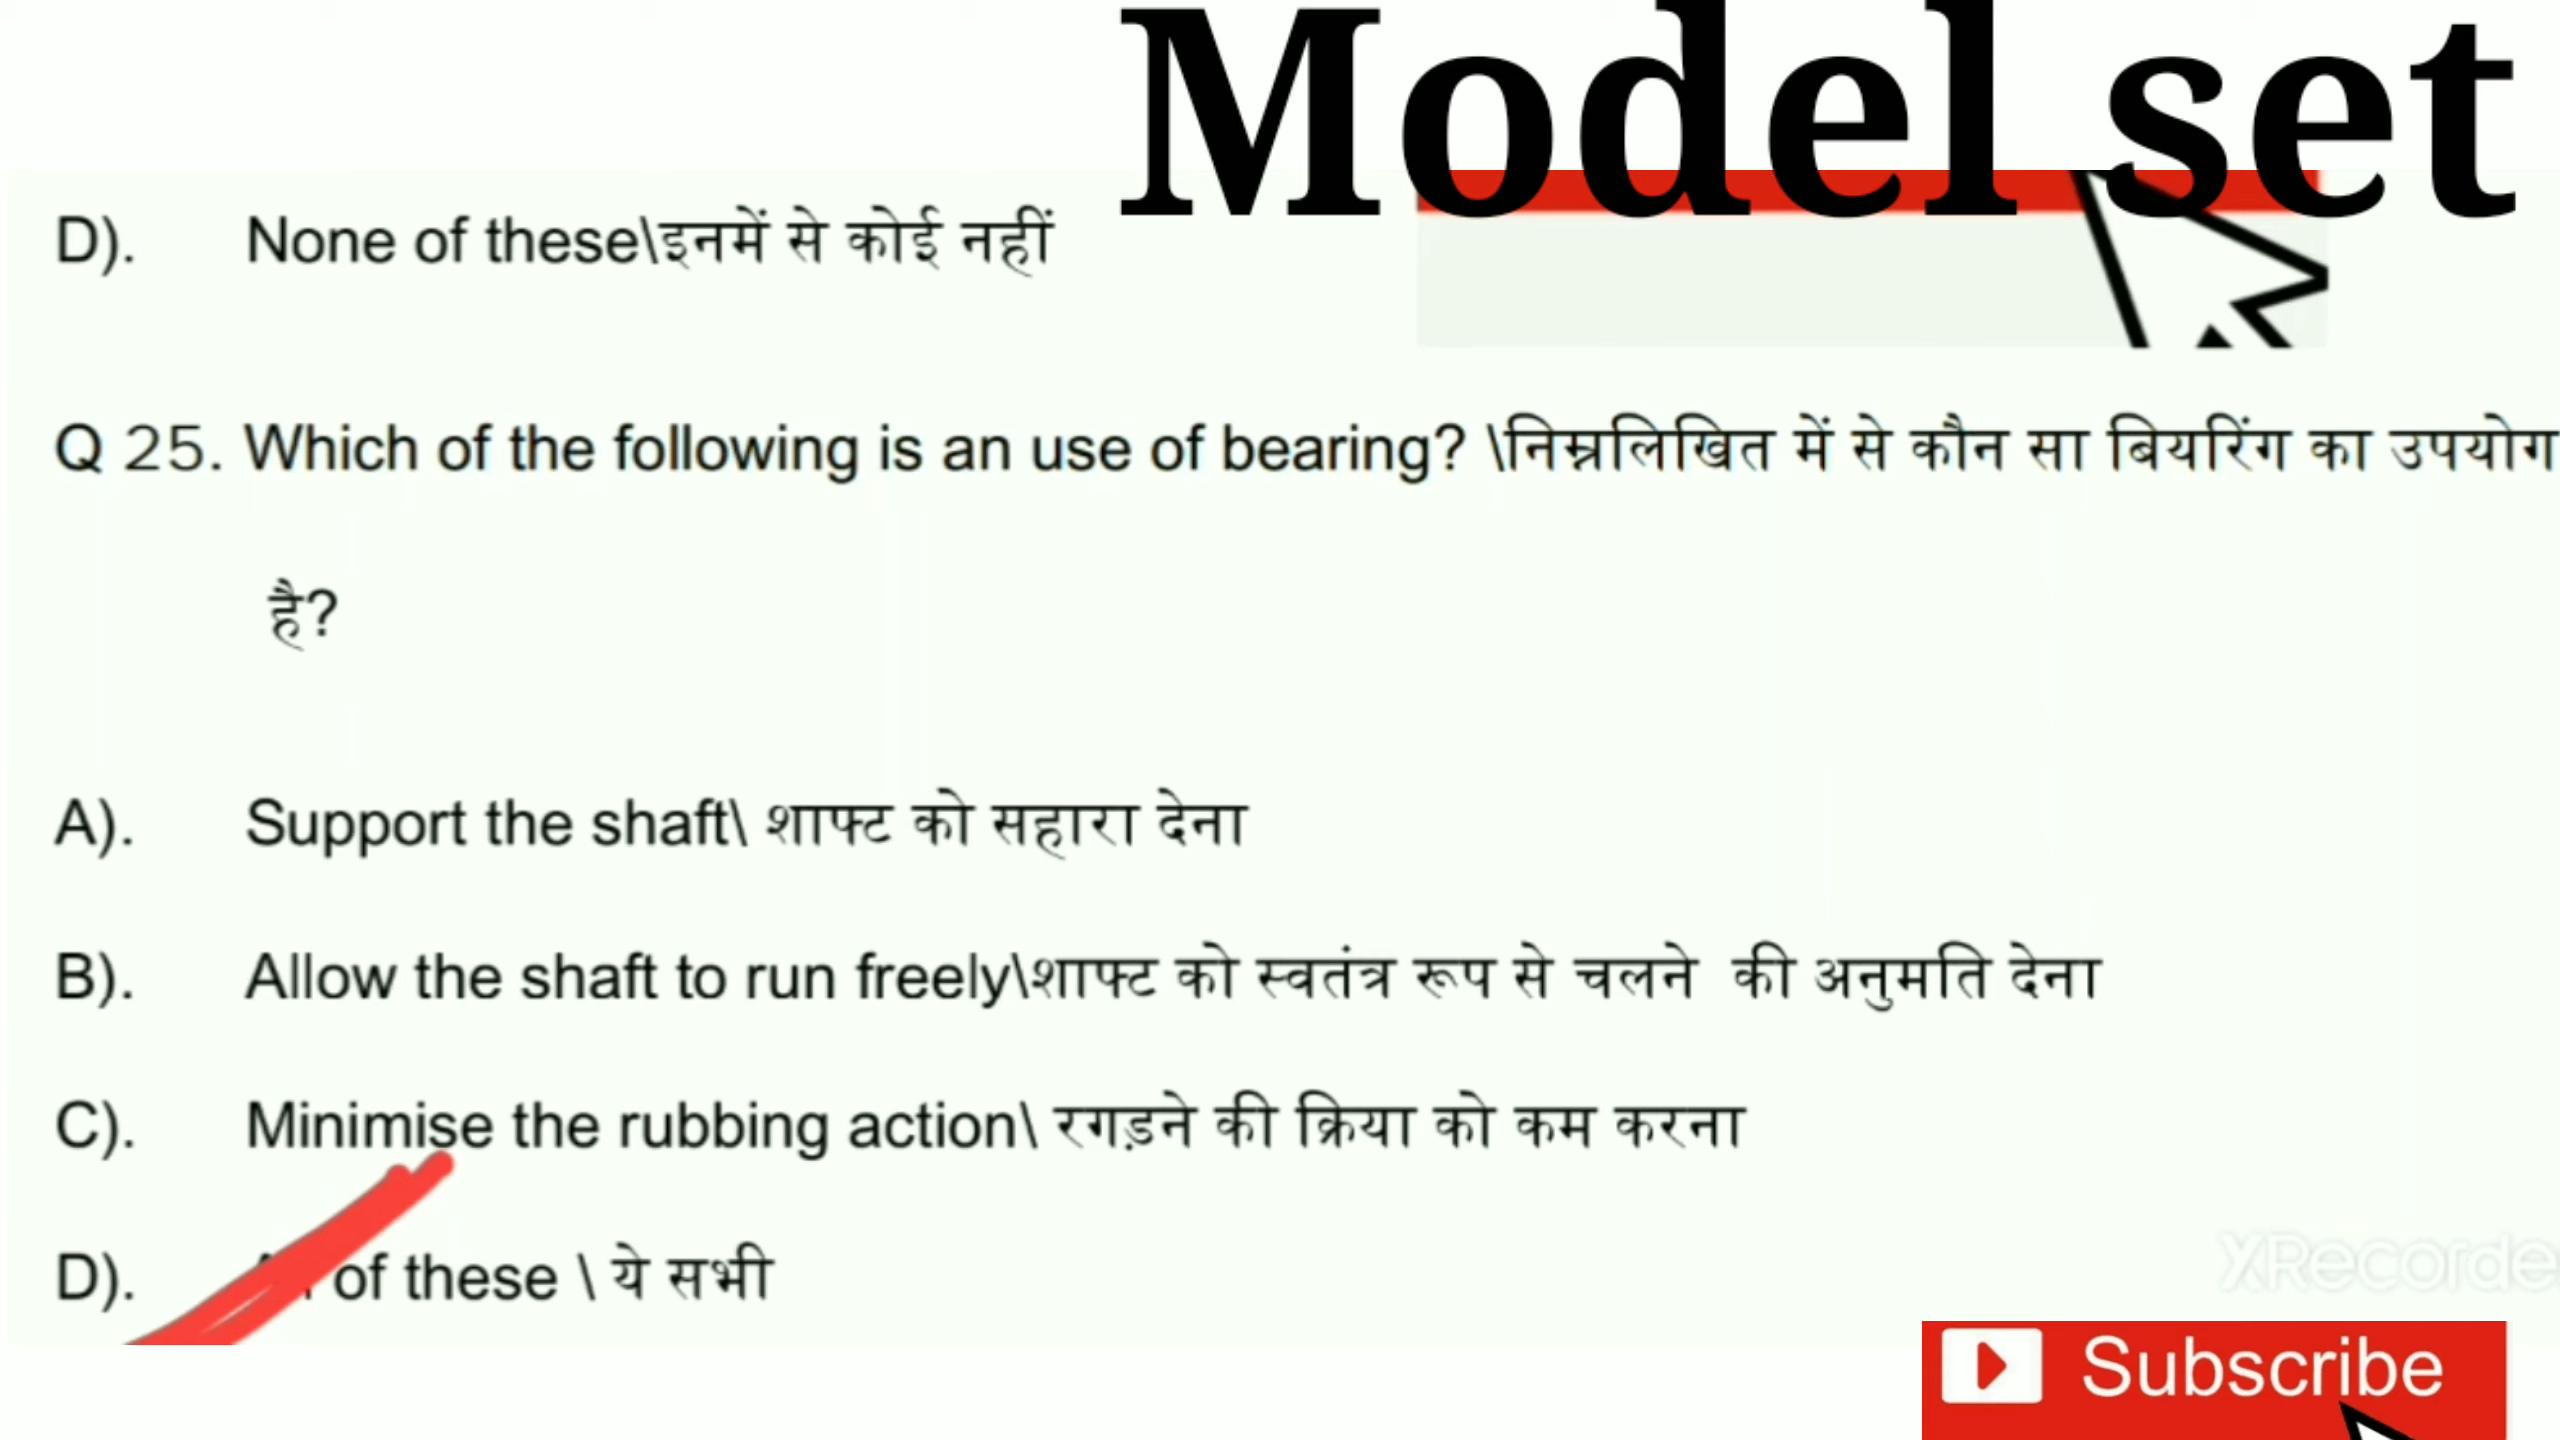 Model set
D). None of these\इनमें से कोई नहीं
Q 25. Which of the following is an use of bearing? \निम्नलिखित में से कौन सा बियरिंग का उपयोग
है?
A). Support the shaft\ शाफ्ट को सहारा देना
B). Allow the shaft to run freely\शाफ्ट को स्वतंत्र रूप से चलने की अनुमति देना
C). Minimise the rubbing action\ रगड़ने की क्रिया को कम करना
D). of these \ ये सभी
XRecorde
Subscribe